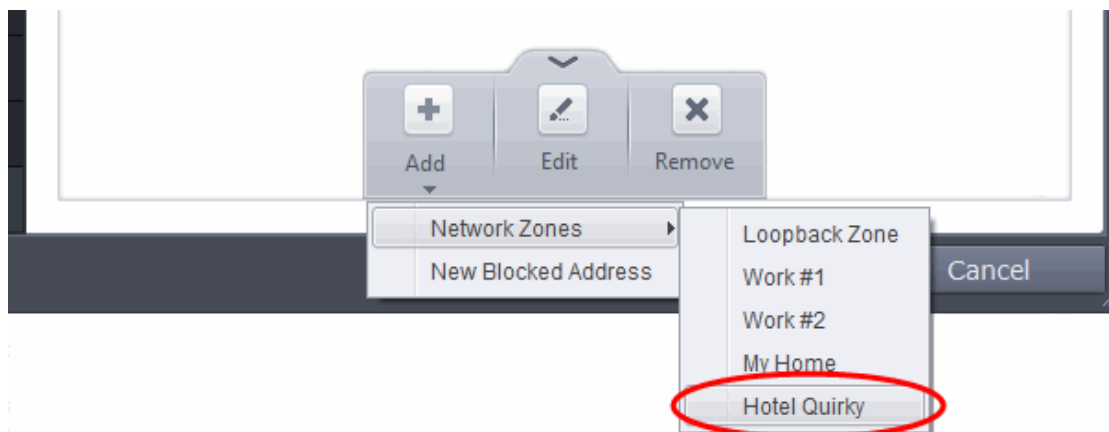 Add Edit Remove
Network Zones
New Blocked Address
Loopback Zone
Work #1
Work #2
My Home
Hotel Quirky
Cancel